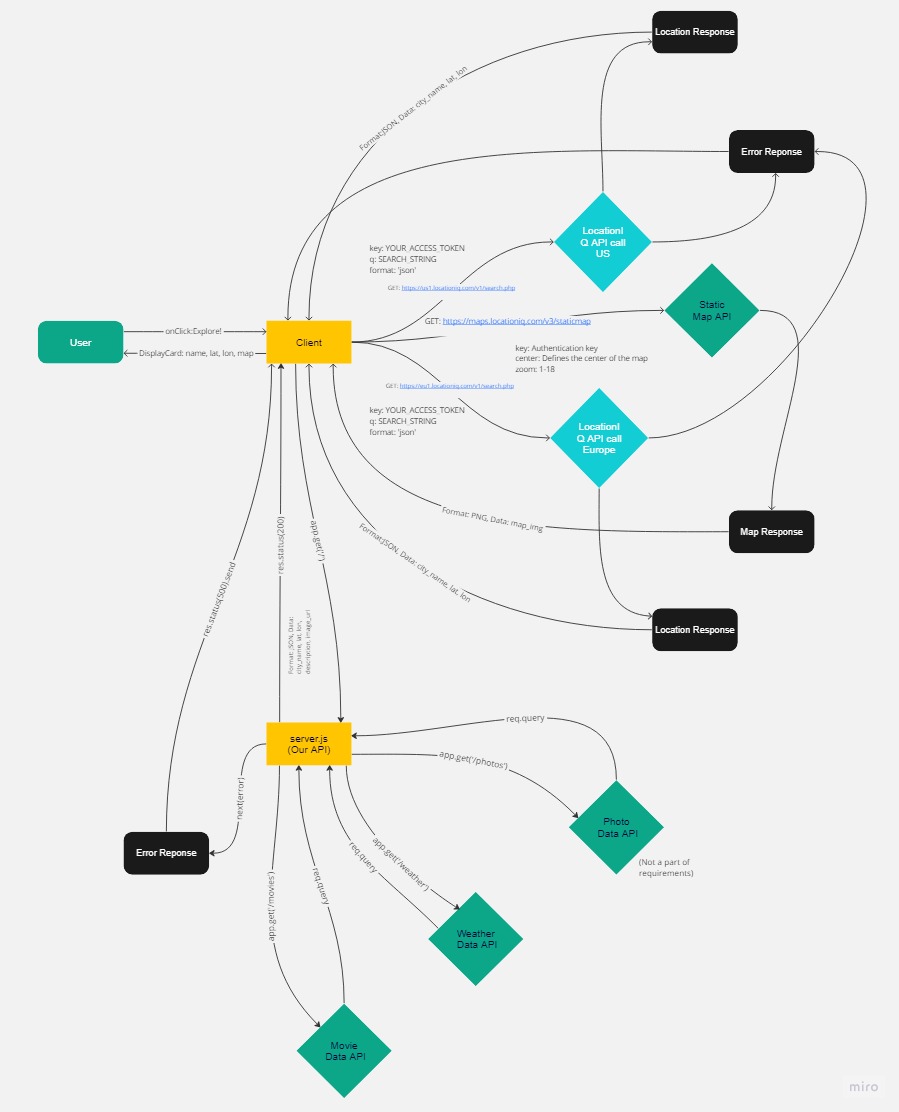 Location Response
Format:JSON, Data: city_name, lat, lon
Error Reponse
LocationI
Q API call
US
key: YOUR_ACCESS_TOKEN
q: SEARCH_STRING
format: 'json'
GET: https://us1.locationiq.com/v1/search.php
Static
Map API
GET: https://maps.locationiq.com/v3/staticmap
User
onClick:Explore!
DisplayCard: name, lat, lon, map
Client
key: Authentication key
center: Defines the center of the map
zoom: 1-18
GET: https://eu1.locationiq.com/v1/search.php
key: YOUR_ACCESS_TOKEN
q: SEARCH_STRING
format: 'json'
LocationI
Q API call
Europe
Format: PNG, Data: map_img
Map Response
Format:JSON, Data: city_name, lat, lon
Location Response
res.status(500).send
res.status(200)
app.get('/')
Format: JSON, Data:
city_name, lat, lon,
description, image_url
server.js
(Our API)
req.query
app.get('/photos')
next(error)
Error Reponse
Photo
Data API
(Not a part of
requirements)
app.get('/weather')
req.query
Weather
Data API
app.get('/movies')
req.query
Movie
Data API
miro